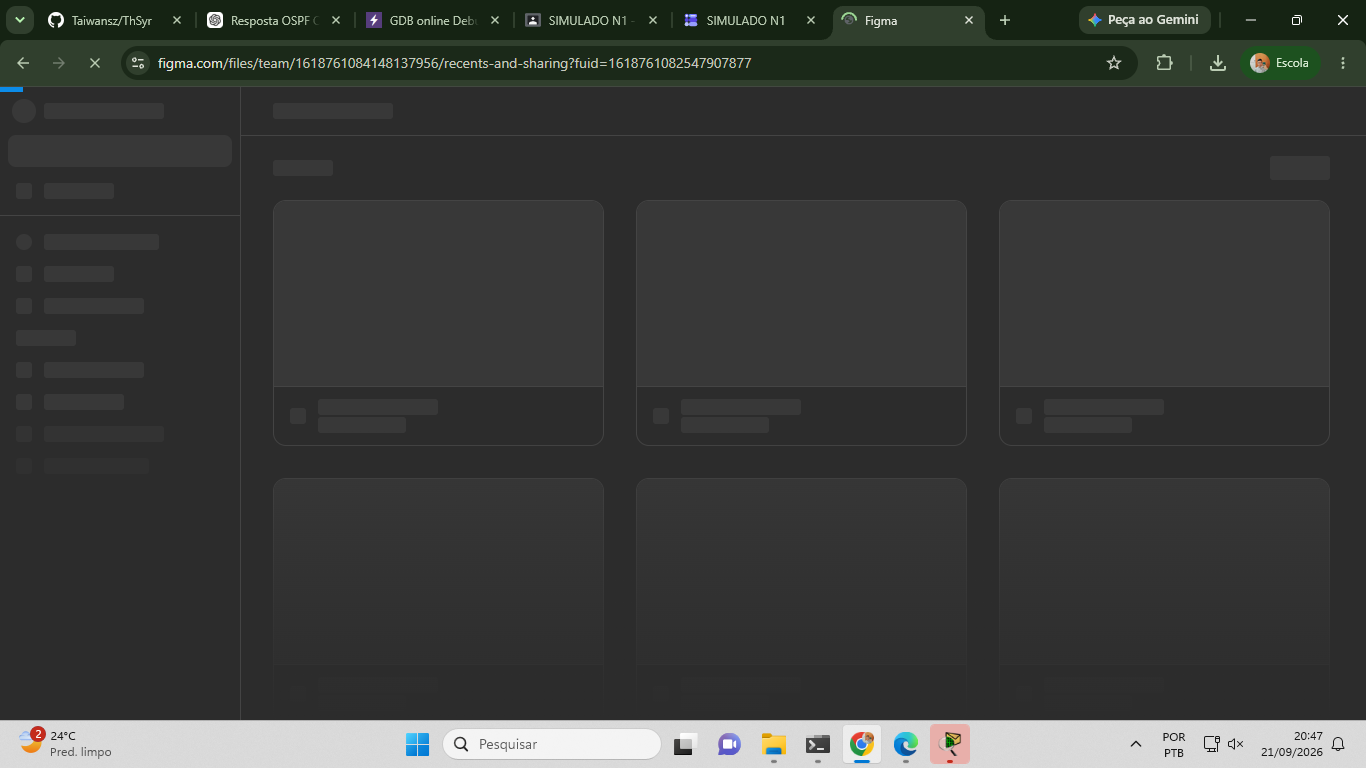 Taiwansz/ThSyr
Resposta OSPF
GDB online Deb
SIMULADO N1 -
SIMULADO N1
Figma
Peça ao Gemini
figma.com/files/team/1618761084148137956/recents-and-sharing?fuid=1618761082547907877
Escola
2
24°C
Pred. limpo
Pesquisar
POR
PTB
20:47
21/09/2026